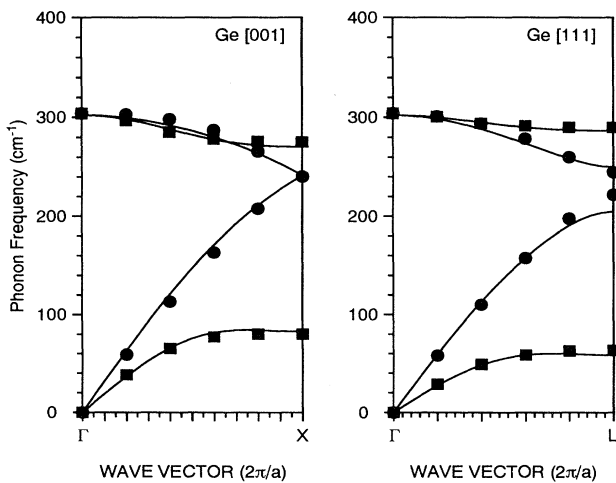 Ge [001]
400
300
200
100
0
Γ
X
Phonon Frequency (cm⁻¹)
WAVE VECTOR (2π/a)
Ge [111]
400
300
200
100
0
Γ
L
WAVE VECTOR (2π/a)